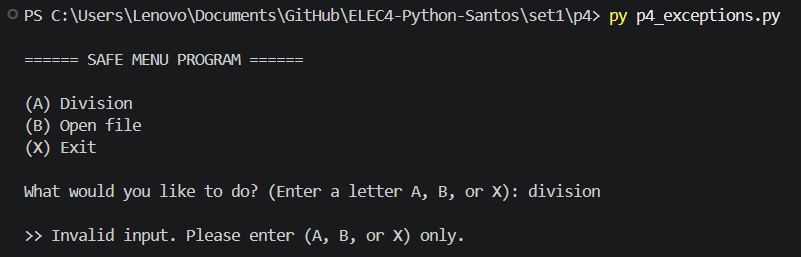 PS C:\Users\Lenovo\Documents\GitHub\ELEC4-Python-Santos\set1\p4> py p4_exceptions.py
====== SAFE MENU PROGRAM ======
(A) Division
(B) Open file
(X) Exit
What would you like to do? (Enter a letter A, B, or X): division
>> Invalid input. Please enter (A, B, or X) only.